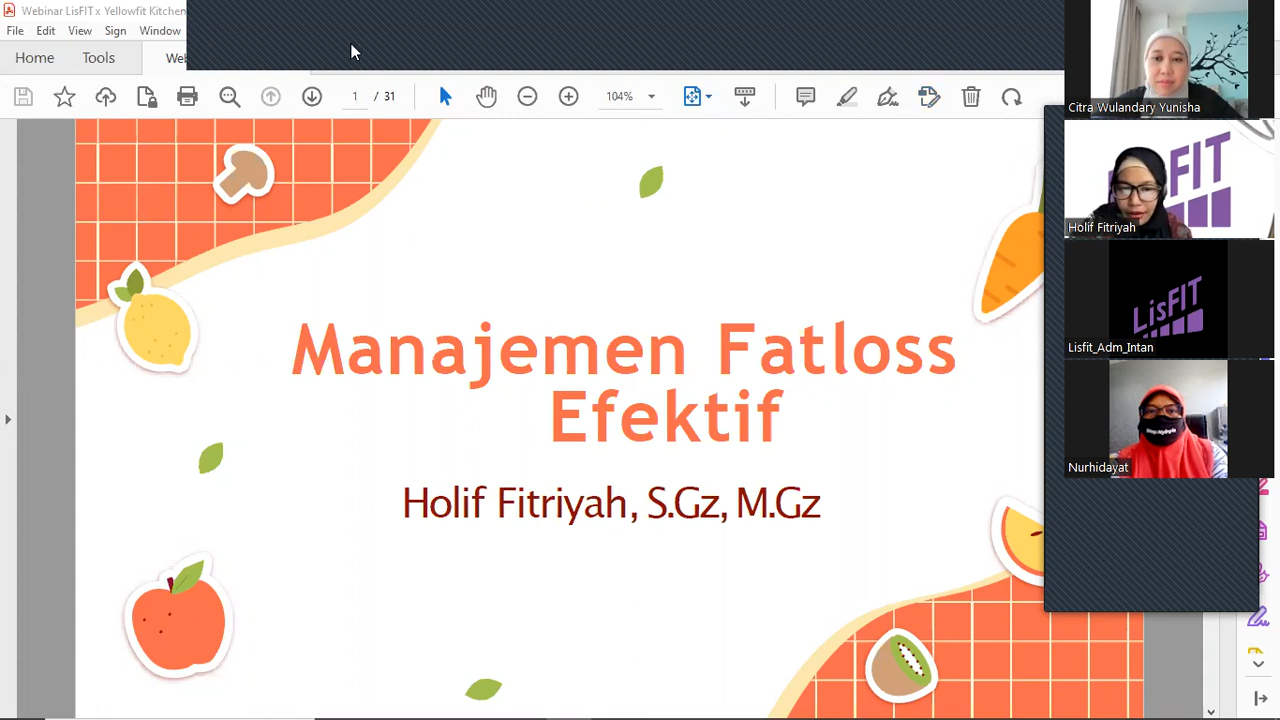 Webinar LisFIT x Yellowfit Kitchen
File Edit View Sign Window
Home Tools
1 / 31
104%
Citra Wulandary Yunisha
FIT
Holif Fitriyah
LisFIT
Lisfit_Adm_Intan
Nurhidayat
Manajemen Fatloss
Efektif
Holif Fitriyah, S.Gz, M.Gz